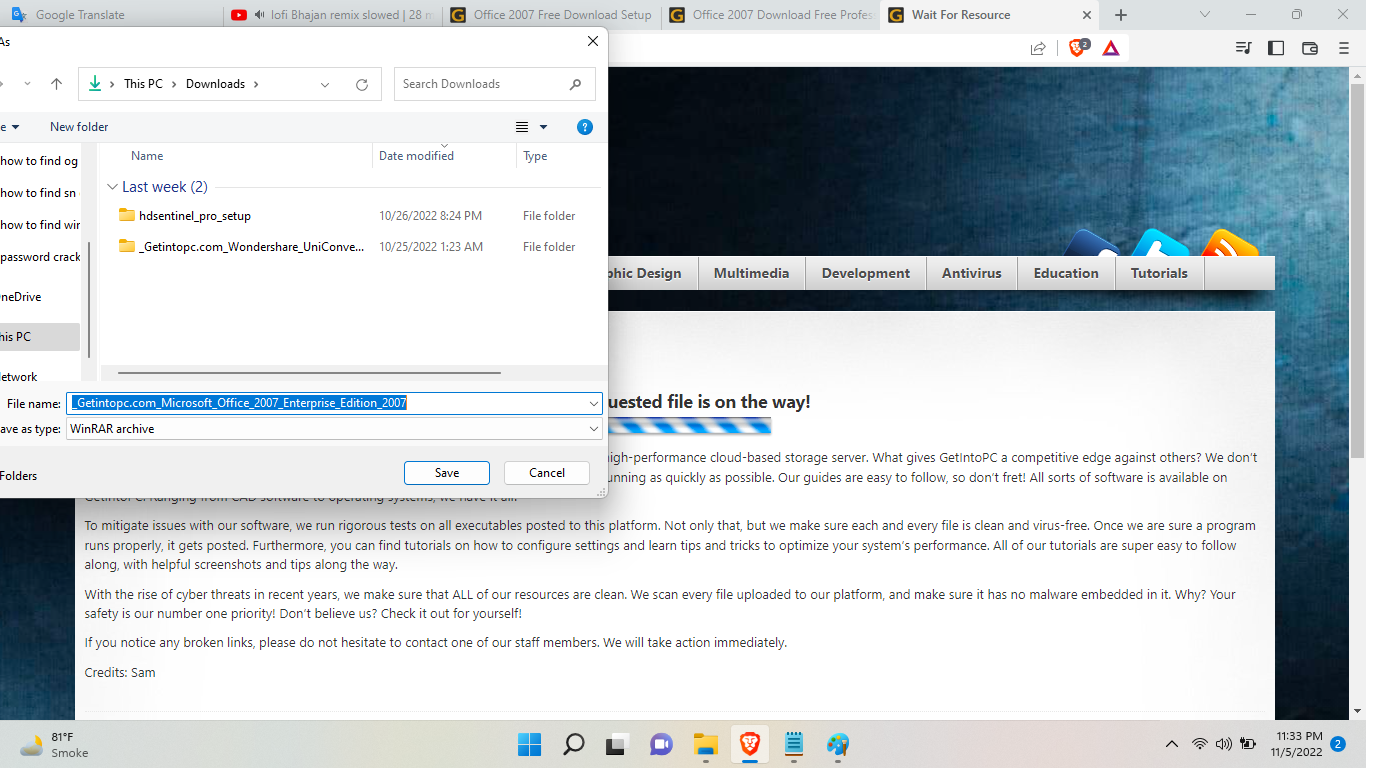 Google Translate
lofi Bhajan remix slowed | 28 m
Office 2007 Free Download Setup
Office 2007 Download Free Profess
Wait For Resource
As
2
This PC
Downloads
Search Downloads
New folder
Name
Date modified
Type
how to find og
how to find sn
how to find wir
password crack
OneDrive
This PC
Network
Last week (2)
hdsentinel_pro_setup 10/26/2022 8:24 PM File folder
_Getintopc.com_Wondershare_UniConve... 10/25/2022 1:23 AM File folder
File name: _Getintopc.com_Microsoft_Office_2007_Enterprise_Edition_2007
ave as type: WinRAR archive
Folders
Save
Cancel
phic Design
Multimedia
Development
Antivirus
Education
Tutorials
uested file is on the way!
igh-performance cloud-based storage server. What gives GetIntoPC a competitive edge against others? We don't
nning as quickly as possible. Our guides are easy to follow, so don't fret! All sorts of software is available on
GetIntoPC. Ranging from CAD software to operating systems, we have it all!
To mitigate issues with our software, we run rigorous tests on all executables posted to this platform. Not only that, but we make sure each and every file is clean and virus-free. Once we are sure a program
runs properly, it gets posted. Furthermore, you can find tutorials on how to configure settings and learn tips and tricks to optimize your system's performance. All of our tutorials are super easy to follow
along, with helpful screenshots and tips along the way.
With the rise of cyber threats in recent years, we make sure that ALL of our resources are clean. We scan every file uploaded to our platform, and make sure it has no malware embedded in it. Why? Your
safety is our number one priority! Don't believe us? Check it out for yourself!
If you notice any broken links, please do not hesitate to contact one of our staff members. We will take action immediately.
Credits: Sam
81°F
Smoke
11:33 PM
11/5/2022
2